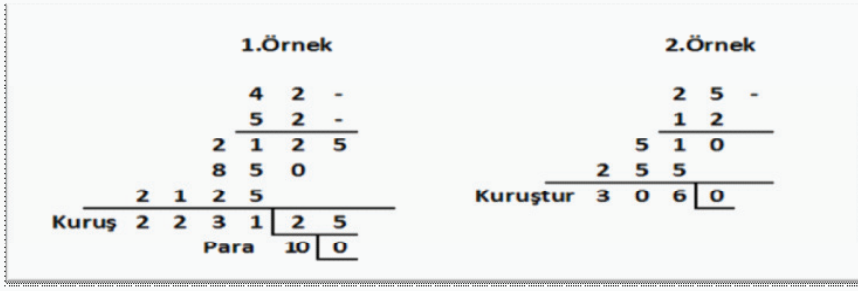 1.Örnek 2.Örnek
4 2 - 2 5 -
5 2 - 1 2
2 1 2 5 5 1 0
8 5 0 2 5 5
2 1 2 5 Kuruştur 3 0 6 0
Kuruş 2 2 3 1 2 5
Para 10 0